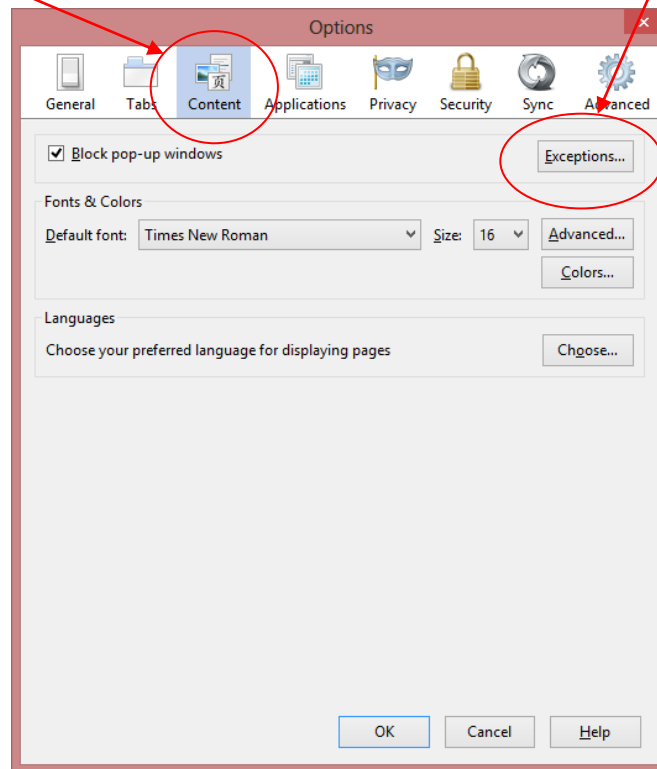 Options
×
页
General Tabs Content Applications Privacy Security Sync Advanced
Block pop-up windows Exceptions...
Fonts & Colors
Default font: Times New Roman Size: 16 Advanced...
Colors...
Languages
Choose your preferred language for displaying pages Choose...
OK Cancel Help